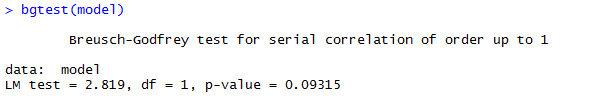 > bgtest(model)
Breusch-Godfrey test for serial correlation of order up to 1
data:  model
LM test = 2.819, df = 1, p-value = 0.09315